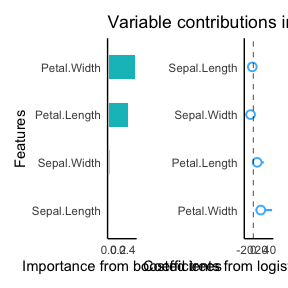 Variable contributions i
Features
Petal.Width
Petal.Length
Sepal.Width
Sepal.Length
Importance from boosted trees
Sepal.Length
Sepal.Width
Petal.Length
Petal.Width
Coefficients from logis